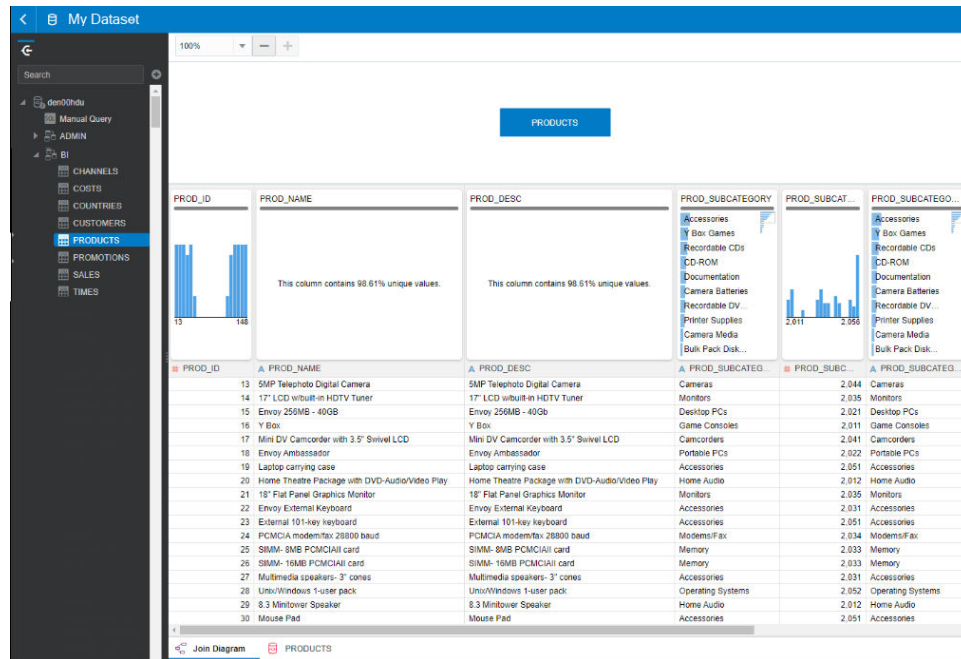 My Dataset
100%
Search
den00hdu
Manual Query
ADMIN
BI
CHANNELS
COSTS
COUNTRIES
CUSTOMERS
PRODUCTS
PROMOTIONS
SALES
TIMES
PRODUCTS
PROD_ID PROD_NAME PROD_DESC PROD_SUBCATEGORY PROD_SUBCAT... PROD_SUBCATEGO...
13 148
This column contains 98.61% unique values.
This column contains 98.61% unique values.
Accessories
Y Box Games
Recordable CDs
CD-ROM
Documentation
Camera Batteries
Recordable DV...
Printer Supplies
Camera Media
Bulk Pack Disk...
2,011 2,056
Accessories
Y Box Games
Recordable CDs
CD-ROM
Documentation
Camera Batteries
Recordable DV...
Printer Supplies
Camera Media
Bulk Pack Disk...
# PROD_ID A PROD_NAME A PROD_DESC A PROD_SUBCATEG... # PROD_SUBC... A PROD_SUBCATEG...
13 5MP Telephoto Digital Camera 5MP Telephoto Digital Camera Cameras 2,044 Cameras
14 17" LCD w/built-in HDTV Tuner 17" LCD w/built-in HDTV Tuner Monitors 2,035 Monitors
15 Envoy 256MB - 40GB Envoy 256MB - 40Gb Desktop PCs 2,021 Desktop PCs
16 Y Box Y Box Game Consoles 2,011 Game Consoles
17 Mini DV Camcorder with 3.5" Swivel LCD Mini DV Camcorder with 3.5" Swivel LCD Camcorders 2,041 Camcorders
18 Envoy Ambassador Envoy Ambassador Portable PCs 2,022 Portable PCs
19 Laptop carrying case Laptop carrying case Accessories 2,051 Accessories
20 Home Theatre Package with DVD-Audio/Video Play Home Theatre Package with DVD-Audio/Video Play Home Audio 2,012 Home Audio
21 18" Flat Panel Graphics Monitor 18" Flat Panel Graphics Monitor Monitors 2,035 Monitors
22 Envoy External Keyboard Envoy External Keyboard Accessories 2,031 Accessories
23 External 101-key keyboard External 101-key keyboard Accessories 2,051 Accessories
24 PCMCIA modem/fax 28800 baud PCMCIA modem/fax 28800 baud Modems/Fax 2,034 Modems/Fax
25 SIMM- 8MB PCMCIAII card SIMM- 8MB PCMCIAII card Memory 2,033 Memory
26 SIMM- 16MB PCMCIAII card SIMM- 16MB PCMCIAII card Memory 2,033 Memory
27 Multimedia speakers- 3" cones Multimedia speakers- 3" cones Accessories 2,031 Accessories
28 Unix/Windows 1-user pack Unix/Windows 1-user pack Operating Systems 2,052 Operating Systems
29 8.3 Minitower Speaker 8.3 Minitower Speaker Home Audio 2,012 Home Audio
30 Mouse Pad Mouse Pad Accessories 2,051 Accessories
Join Diagram PRODUCTS